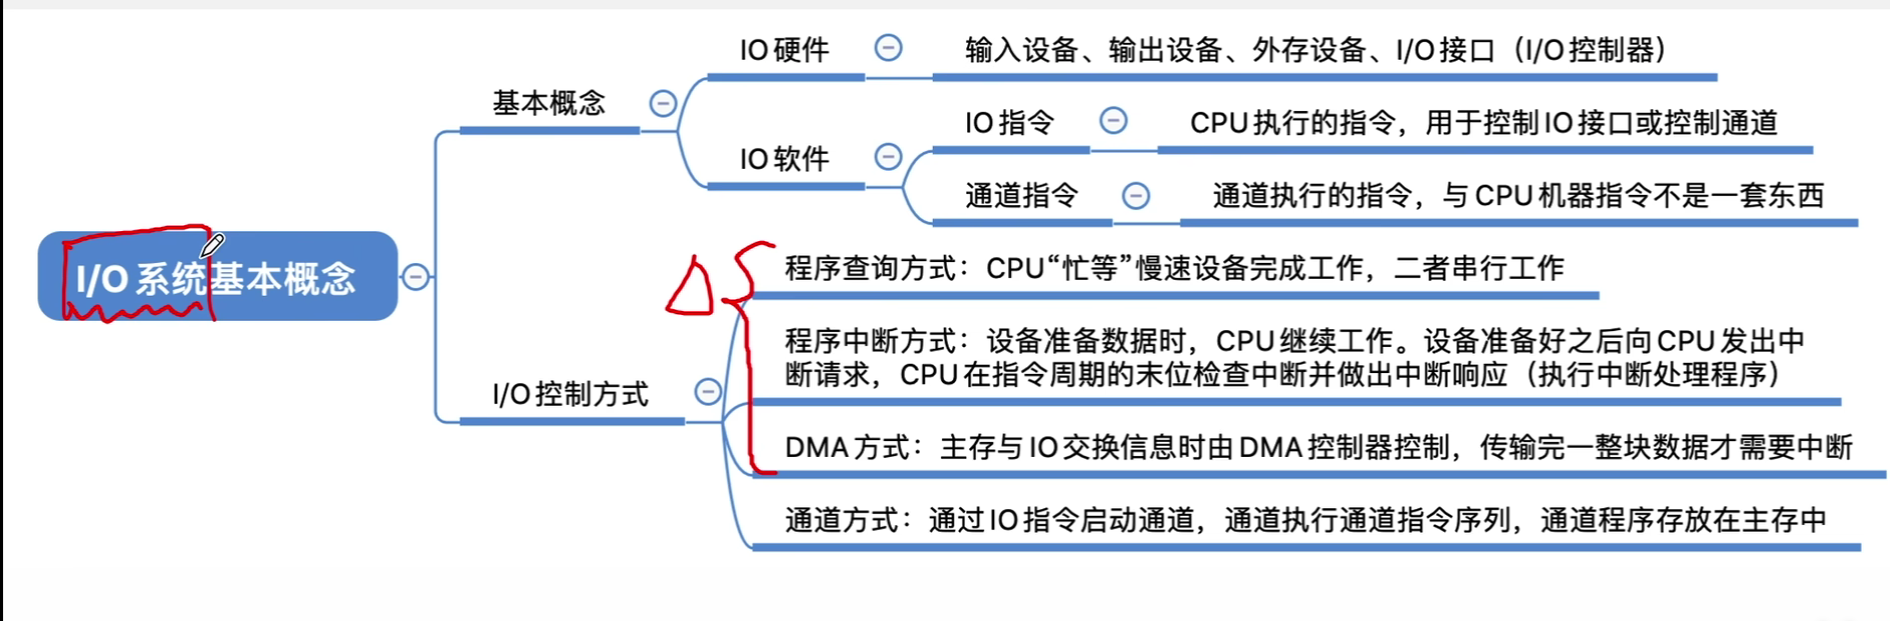 I/O系统基本概念
基本概念
IO硬件
输入设备、输出设备、外存设备、I/O接口（I/O控制器）
IO软件
IO指令
CPU执行的指令，用于控制IO接口或控制通道
通道指令
通道执行的指令，与CPU机器指令不是一套东西
I/O控制方式
程序查询方式：CPU“忙等”慢速设备完成工作，二者串行工作
程序中断方式：设备准备数据时，CPU继续工作。设备准备好之后向CPU发出中
断请求，CPU在指令周期的末位检查中断并做出中断响应（执行中断处理程序）
DMA方式：主存与IO交换信息时由DMA控制器控制，传输完一整块数据才需要中断
通道方式：通过IO指令启动通道，通道执行通道指令序列，通道程序存放在主存中